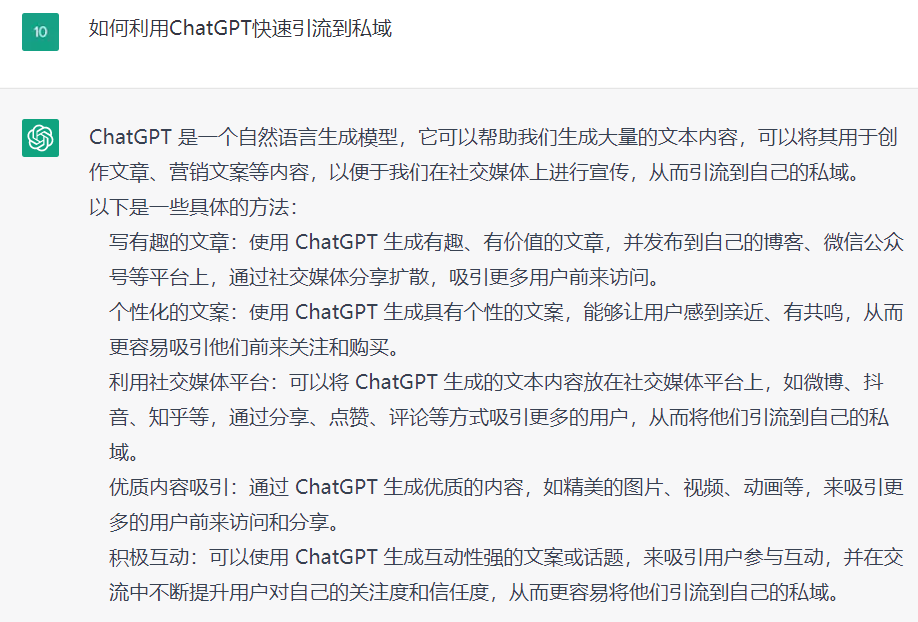 10
如何利用ChatGPT快速引流到私域
ChatGPT 是一个自然语言生成模型，它可以帮助我们生成大量的文本内容，可以将其用于创
作文章、营销文案等内容，以便于我们在社交媒体上进行宣传，从而引流到自己的私域。
以下是一些具体的方法：
写有趣的文章：使用 ChatGPT 生成有趣、有价值的文章，并发布到自己的博客、微信公众
号等平台上，通过社交媒体分享扩散，吸引更多用户前来访问。
个性化的文案：使用 ChatGPT 生成具有个性的文案，能够让用户感到亲近、有共鸣，从而
更容易吸引他们前来关注和购买。
利用社交媒体平台：可以将 ChatGPT 生成的文本内容放在社交媒体平台上，如微博、抖
音、知乎等，通过分享、点赞、评论等方式吸引更多的用户，从而将他们引流到自己的私
域。
优质内容吸引：通过 ChatGPT 生成优质的内容，如精美的图片、视频、动画等，来吸引更
多的用户前来访问和分享。
积极互动：可以使用 ChatGPT 生成互动性强的文案或话题，来吸引用户参与互动，并在交
流中不断提升用户对自己的关注度和信任度，从而更容易将他们引流到自己的私域。